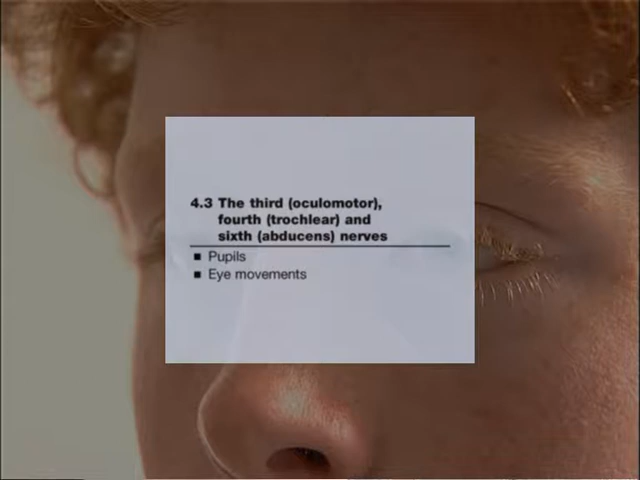 4.3 The third (oculomotor),
fourth (trochlear) and
sixth (abducens) nerves
■ Pupils
■ Eye movements